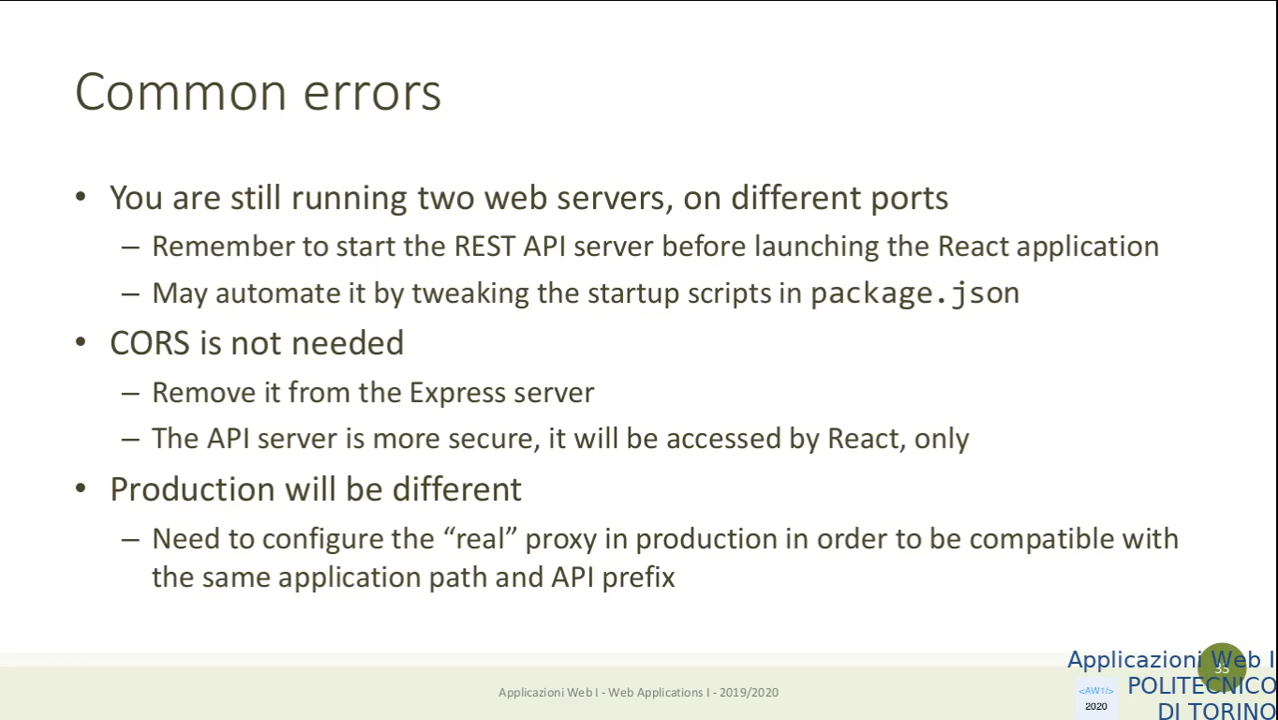 Common errors
• You are still running two web servers, on different ports
– Remember to start the REST API server before launching the React application
– May automate it by tweaking the startup scripts in package.json
• CORS is not needed
– Remove it from the Express server
– The API server is more secure, it will be accessed by React, only
• Production will be different
– Need to configure the “real” proxy in production in order to be compatible with
the same application path and API prefix
Applicazioni Web I - Web Applications I - 2019/2020
33
Applicazioni Web I
POLITECNICO
DI TORINO
<AW1/>
2020